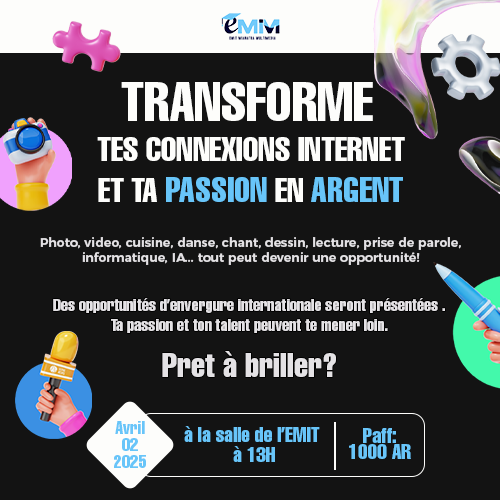 EMiM
TRANSFORME
TES CONNEXIONS INTERNET
ET TA PASSION EN ARGENT
Photo, video, cuisine, danse, chant, dessin, lecture, prise de parole,
informatique, IA... tout peut devenir une opportunité!
Des opportunités d'envergure internationale seront présentées .
Ta passion et ton talent peuvent te mener loin.
Pret à briller?
Avril
02
2025
à la salle de l'EMIT
à 13H
Paff:
1000 AR